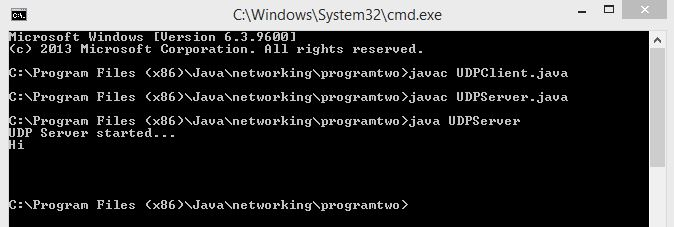 C:\Windows\System32\cmd.exe
Microsoft Windows [Version 6.3.9600]
(c) 2013 Microsoft Corporation. All rights reserved.
C:\Program Files (x86)\Java\networking\programtwo>javac UDPClient.java
C:\Program Files (x86)\Java\networking\programtwo>javac UDPServer.java
C:\Program Files (x86)\Java\networking\programtwo>java UDPServer
UDP Server started...
Hi
C:\Program Files (x86)\Java\networking\programtwo>